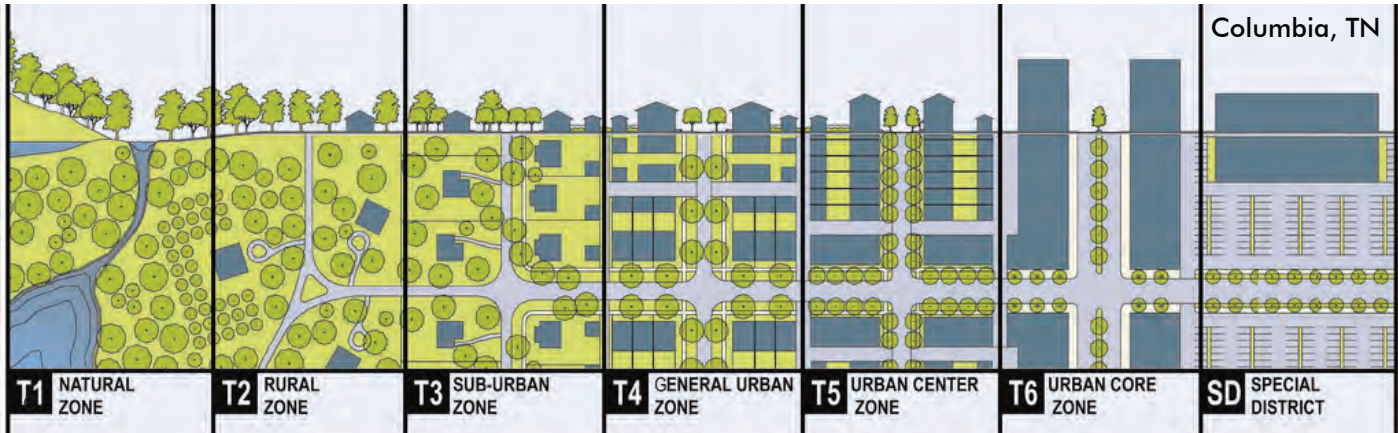 Columbia, TN
T1 NATURAL
ZONE
T2 RURAL
ZONE
T3 SUB-URBAN
ZONE
T4 GENERAL URBAN
ZONE
T5 URBAN CENTER
ZONE
T6 URBAN CORE
ZONE
SD SPECIAL
DISTRICT